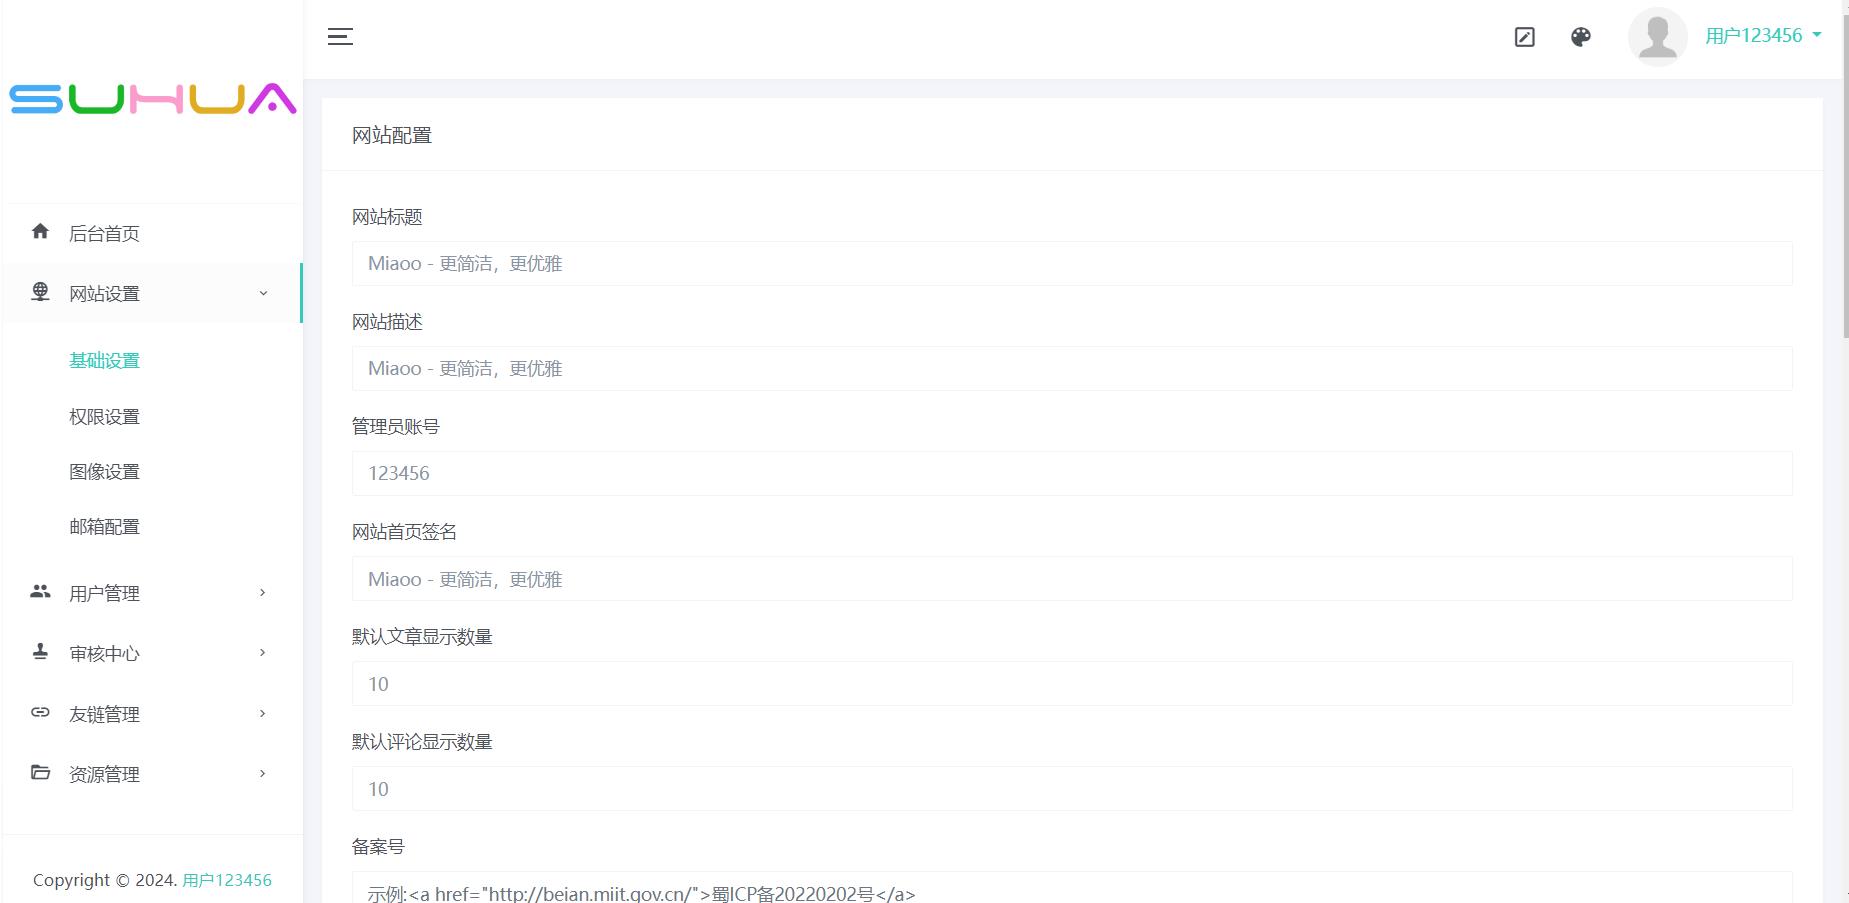 SUHUA
用户123456
后台首页
网站设置
基础设置
权限设置
图像设置
邮箱配置
用户管理
审核中心
友链管理
资源管理
Copyright © 2024. 用户123456
网站配置
网站标题
Miaoo - 更简洁，更优雅
网站描述
Miaoo - 更简洁，更优雅
管理员账号
123456
网站首页签名
Miaoo - 更简洁，更优雅
默认文章显示数量
10
默认评论显示数量
10
备案号
示例:<a href="http://beian.miit.gov.cn/">蜀ICP备20220202号</a>